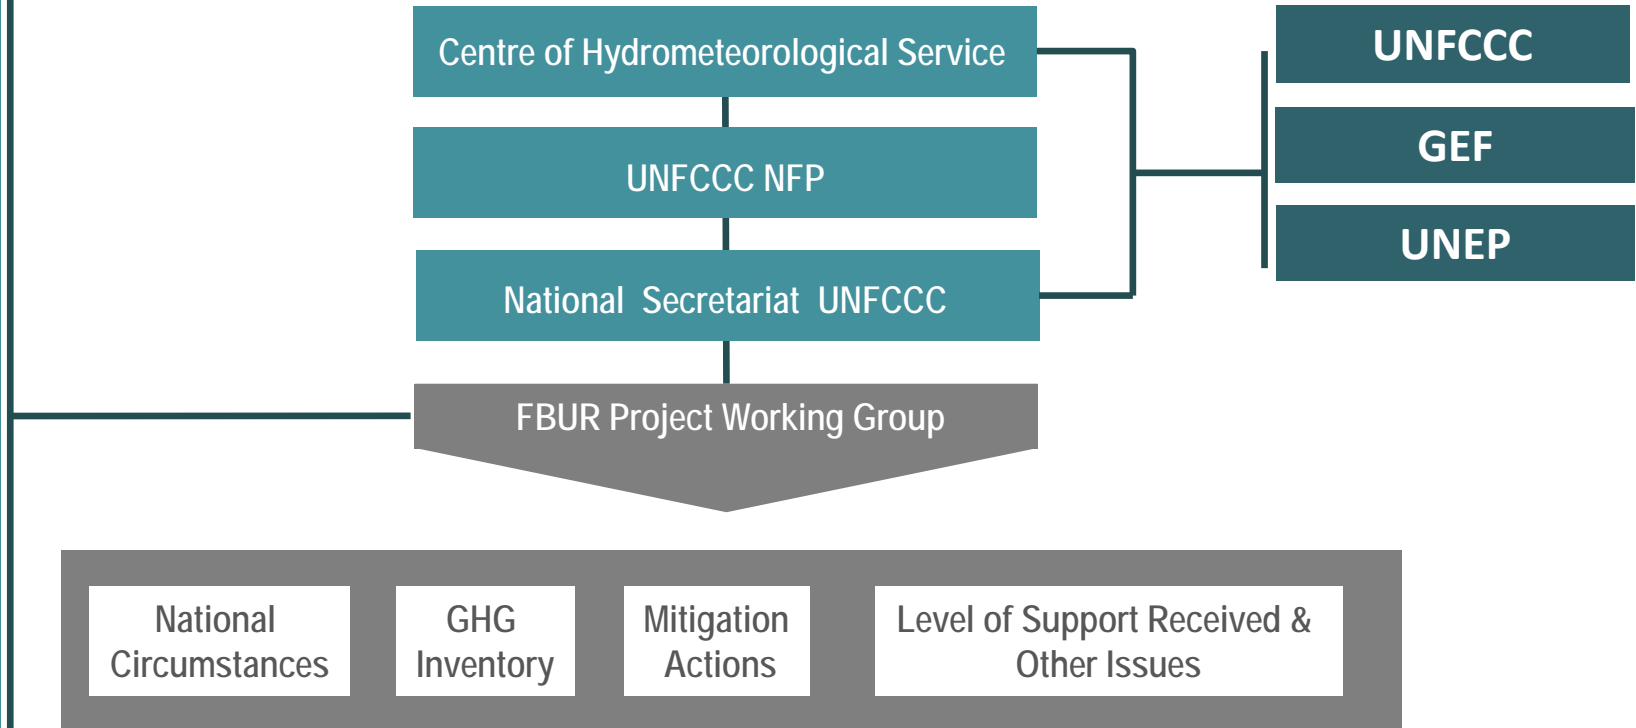 Centre of Hydrometeorological Service
UNFCCC
GEF
UNFCCC NFP
UNEP
National Secretariat UNFCCC
FBUR Project Working Group
National
Circumstances
GHG
Inventory
Mitigation
Actions
Level of Support Received &
Other Issues